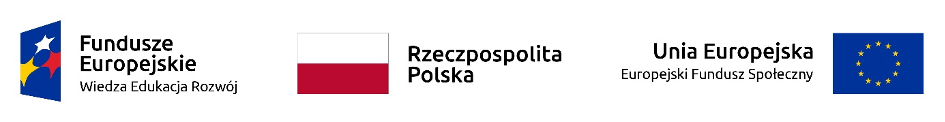 Fundusze
Europejskie
Wiedza Edukacja Rozwój
Rzeczpospolita
Polska
Unia Europejska
Europejski Fundusz Społeczny